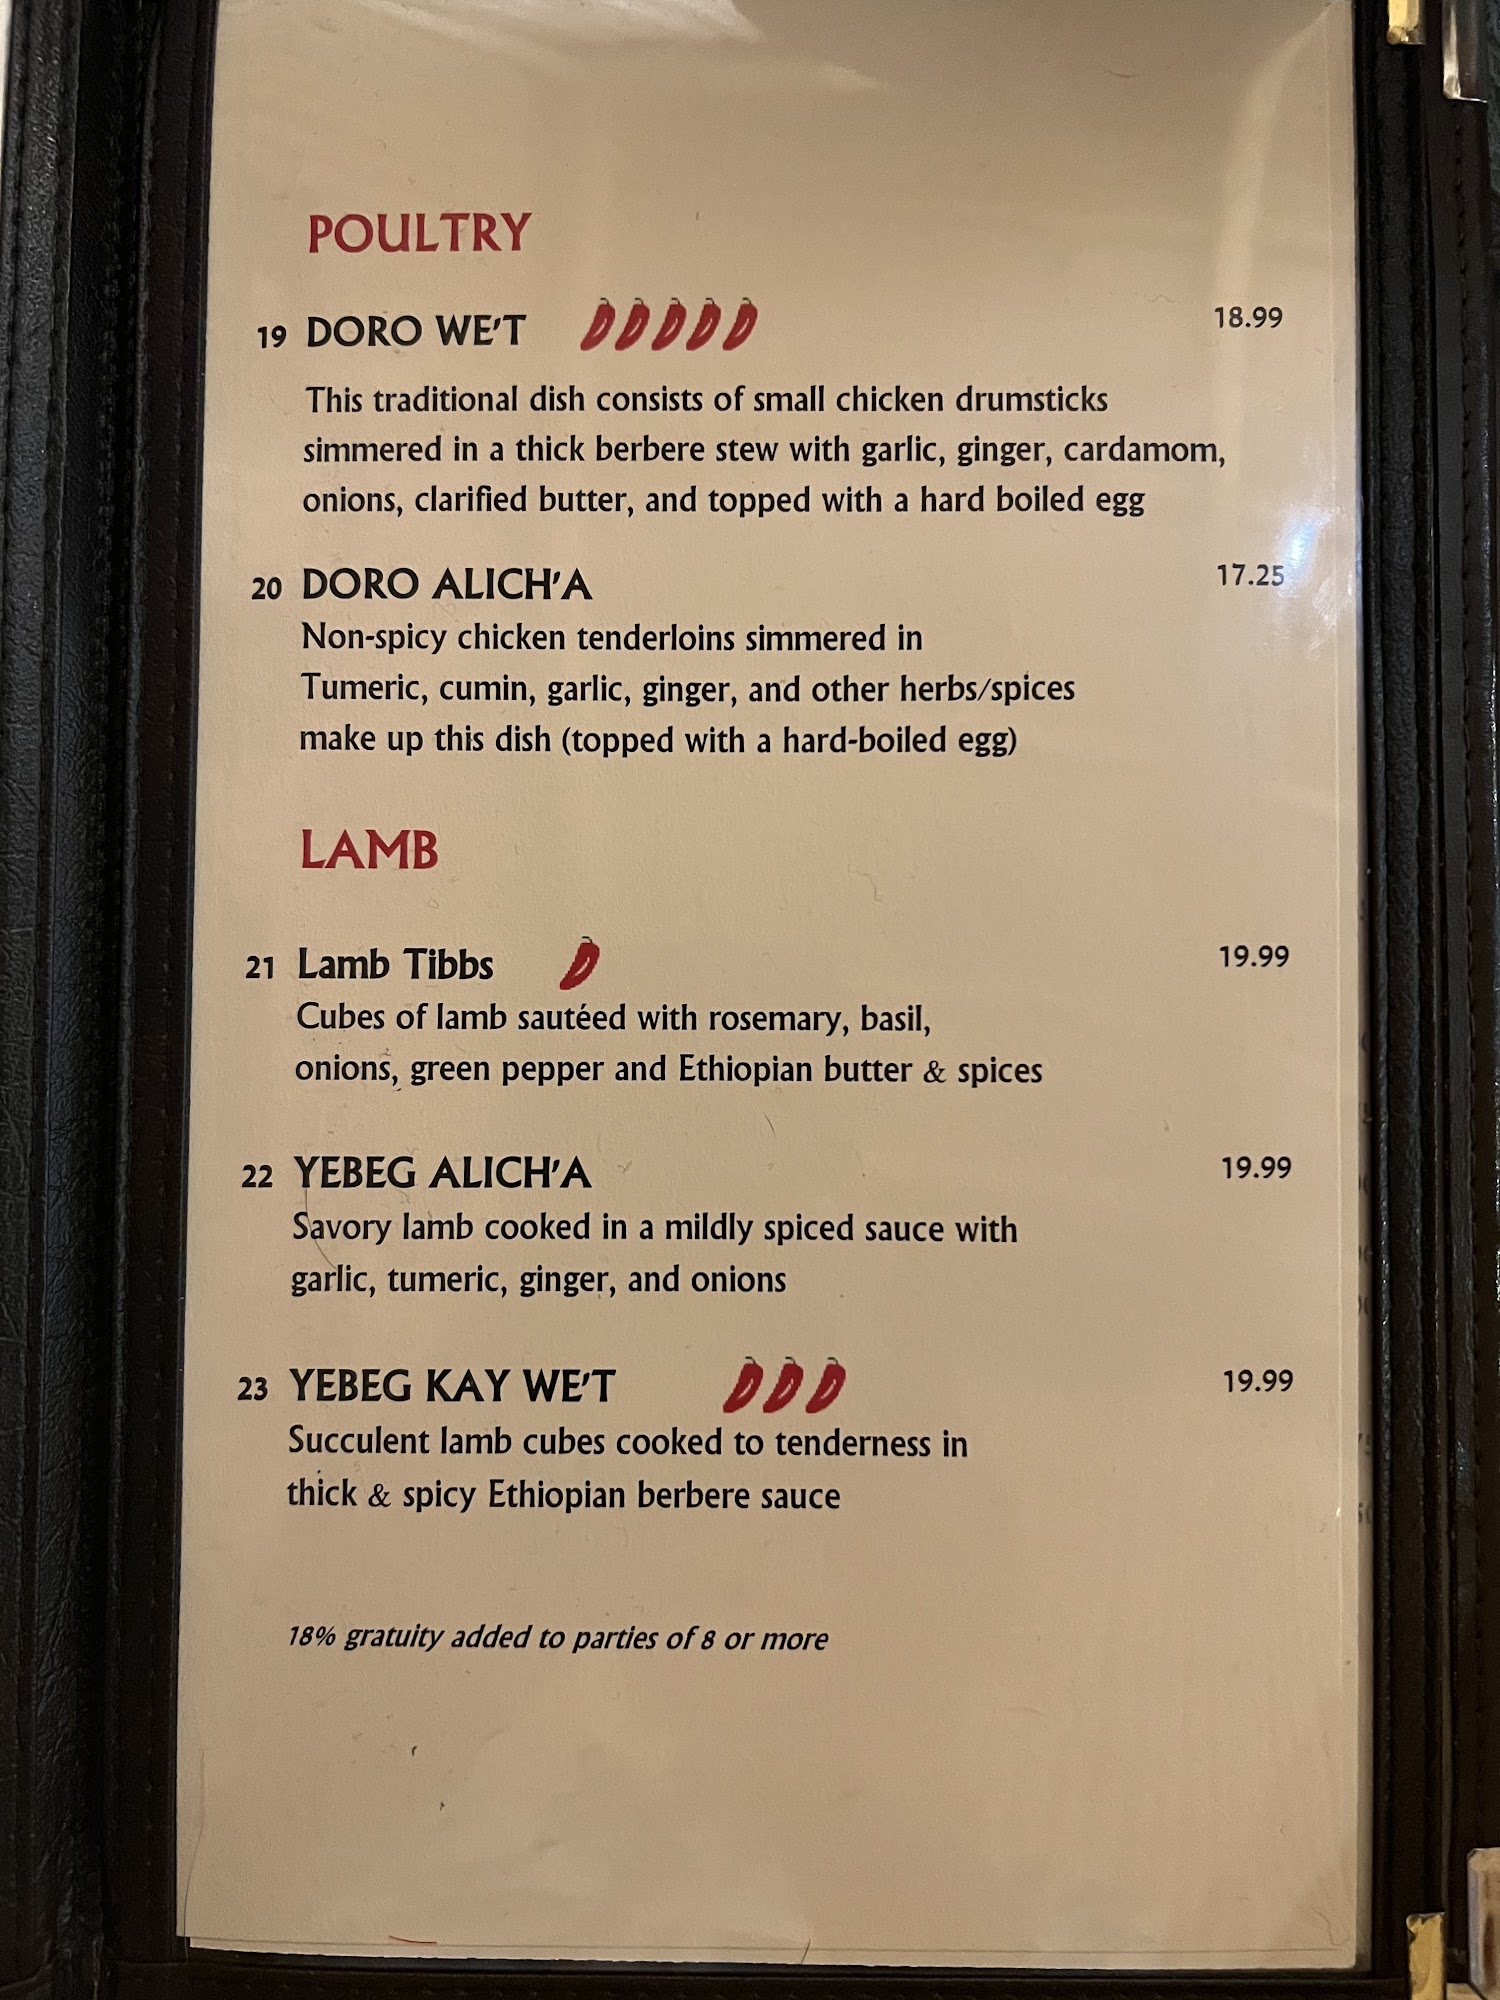 POULTRY
19 DORO WE'T 18.99
This traditional dish consists of small chicken drumsticks
simmered in a thick berbere stew with garlic, ginger, cardamom,
onions, clarified butter, and topped with a hard boiled egg
20 DORO ALICH'A 17.25
Non-spicy chicken tenderloins simmered in
Tumeric, cumin, garlic, ginger, and other herbs/spices
make up this dish (topped with a hard-boiled egg)
LAMB
21 Lamb Tibbs 19.99
Cubes of lamb sautéed with rosemary, basil,
onions, green pepper and Ethiopian butter & spices
22 YEBEG ALICH'A 19.99
Savory lamb cooked in a mildly spiced sauce with
garlic, tumeric, ginger, and onions
23 YEBEG KAY WE'T 19.99
Succulent lamb cubes cooked to tenderness in
thick & spicy Ethiopian berbere sauce
18% gratuity added to parties of 8 or more